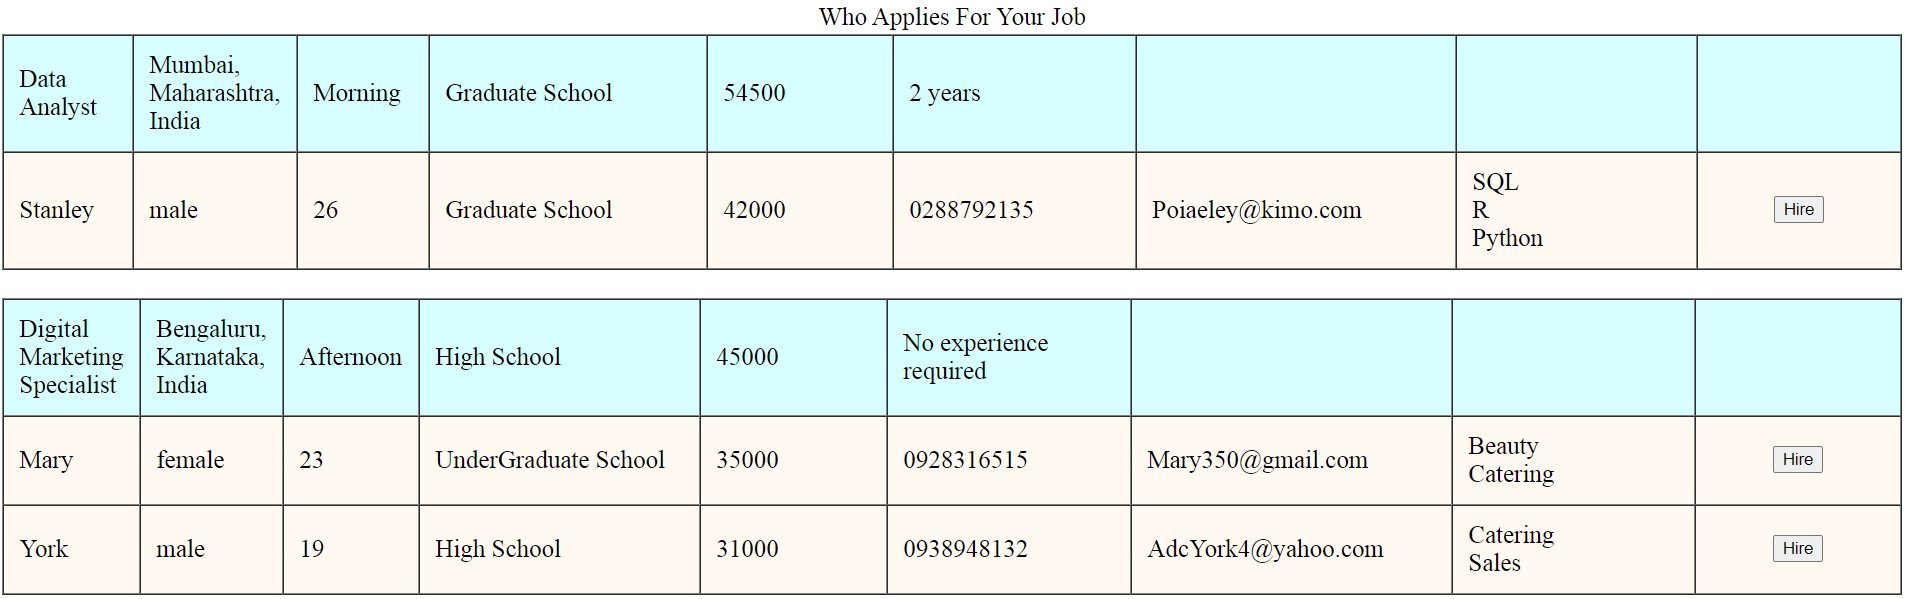 Who Applies For Your Job
Data
Analyst
Mumbai,
Maharashtra,
India
Morning
Graduate School
54500
2 years
Stanley
male
26
Graduate School
42000
0288792135
Poiaeley@kimo.com
SQL
R
Python
Hire
Digital
Marketing
Specialist
Bengaluru,
Karnataka,
India
Afternoon
High School
45000
No experience
required
Mary
female
23
UnderGraduate School
35000
0928316515
Mary350@gmail.com
Beauty
Catering
Hire
York
male
19
High School
31000
0938948132
AdcYork4@yahoo.com
Catering
Sales
Hire